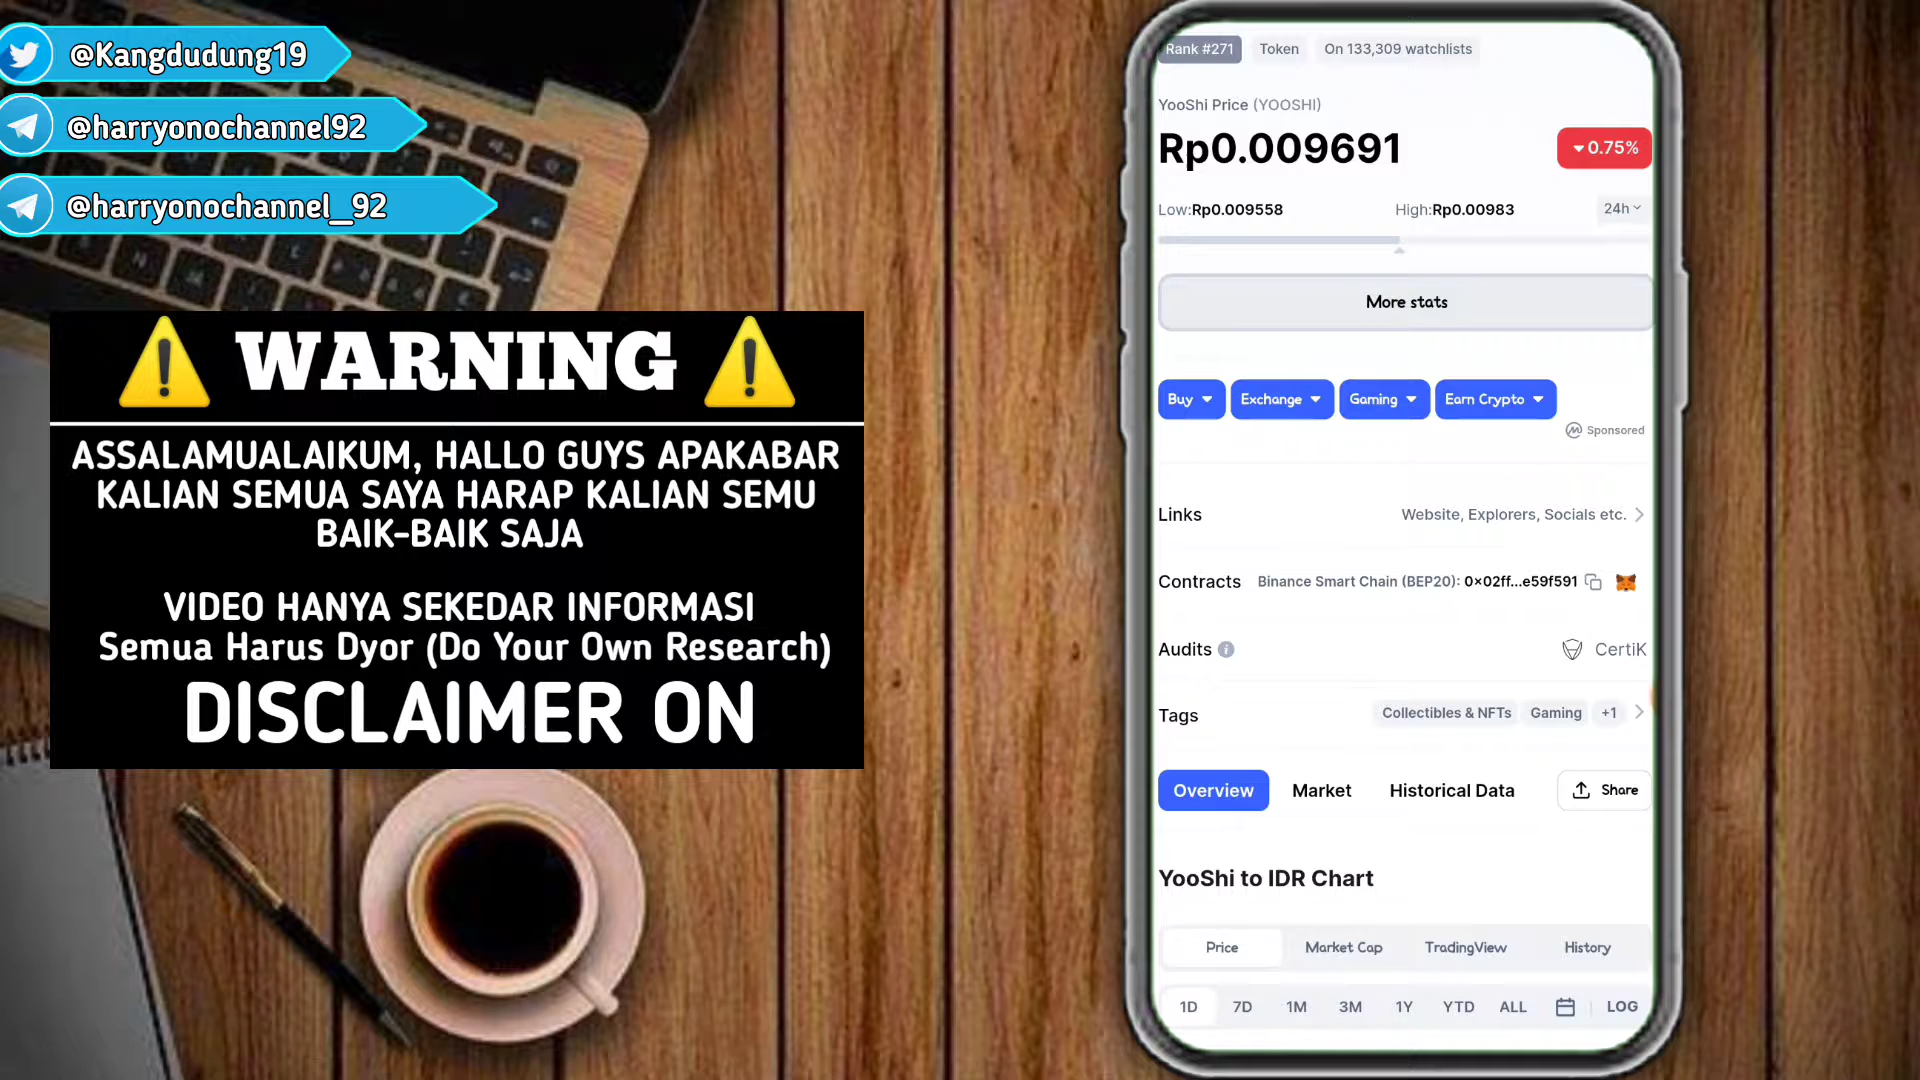 @Kangdudung19
@harryonochannel92
@harryonochannel_92
WARNING
ASSALAMUALAIKUM, HALLO GUYS APAKABAR
KALIAN SEMUA SAYA HARAP KALIAN SEMU
BAIK-BAIK SAJA
VIDEO HANYA SEKEDAR INFORMASI
Semua Harus Dyor (Do Your Own Research)
DISCLAIMER ON
Rank #271 Token On 133,309 watchlists
YooShi Price (YOOSHI)
Rp0.009691 0.75%
Low:Rp0.009558 High:Rp0.00983 24h
More stats
Buy Exchange Gaming Earn Crypto
Sponsored
Links Website, Explorers, Socials etc.
Contracts Binance Smart Chain (BEP20): 0x02ff...e59f591
Audits CertiK
Tags Collectibles & NFTs Gaming +1
Overview Market Historical Data Share
YooShi to IDR Chart
Price Market Cap TradingView History
1D 7D 1M 3M 1Y YTD ALL LOG